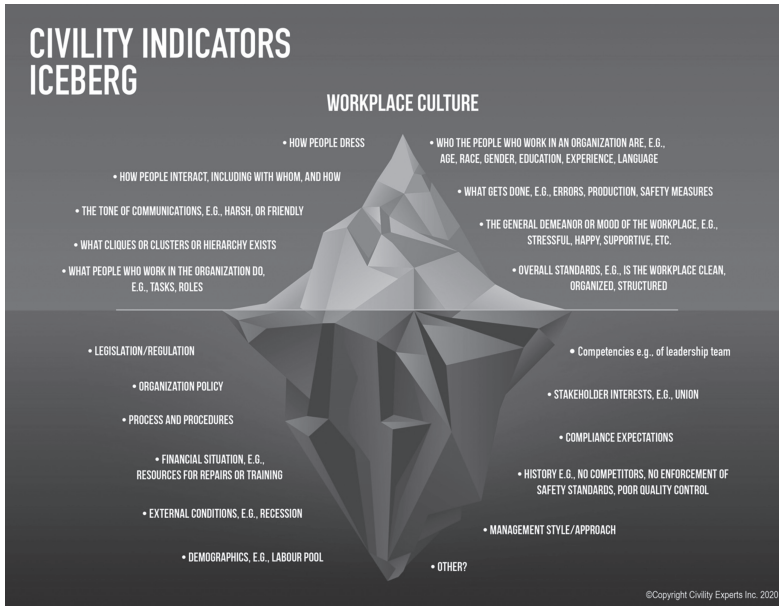 CIVILITY INDICATORS
ICEBERG
WORKPLACE CULTURE
• HOW PEOPLE DRESS
• HOW PEOPLE INTERACT, INCLUDING WITH WHOM, AND HOW
• THE TONE OF COMMUNICATIONS, E.G., HARSH, OR FRIENDLY
• WHAT CLIQUES OR CLUSTERS OR HIERARCHY EXISTS
• WHAT PEOPLE WHO WORK IN THE ORGANIZATION DO,
E.G., TASKS, ROLES
• WHO THE PEOPLE WHO WORK IN AN ORGANIZATION ARE, E.G.,
AGE, RACE, GENDER, EDUCATION, EXPERIENCE, LANGUAGE
• WHAT GETS DONE, E.G., ERRORS, PRODUCTION, SAFETY MEASURES
• THE GENERAL DEMEANOR OR MOOD OF THE WORKPLACE, E.G.,
STRESSFUL, HAPPY, SUPPORTIVE, ETC.
• OVERALL STANDARDS, E.G., IS THE WORKPLACE CLEAN,
ORGANIZED, STRUCTURED
• LEGISLATION/REGULATION
• ORGANIZATION POLICY
• PROCESS AND PROCEDURES
• FINANCIAL SITUATION, E.G.,
RESOURCES FOR REPAIRS OR TRAINING
• EXTERNAL CONDITIONS, E.G., RECESSION
• DEMOGRAPHICS, E.G., LABOUR POOL
• Competencies e.g., of leadership team
• STAKEHOLDER INTERESTS, E.G., UNION
• COMPLIANCE EXPECTATIONS
• HISTORY E.G., NO COMPETITORS, NO ENFORCEMENT OF
SAFETY STANDARDS, POOR QUALITY CONTROL
• MANAGEMENT STYLE/APPROACH
• OTHER?
©Copyright Civility Experts Inc. 2020